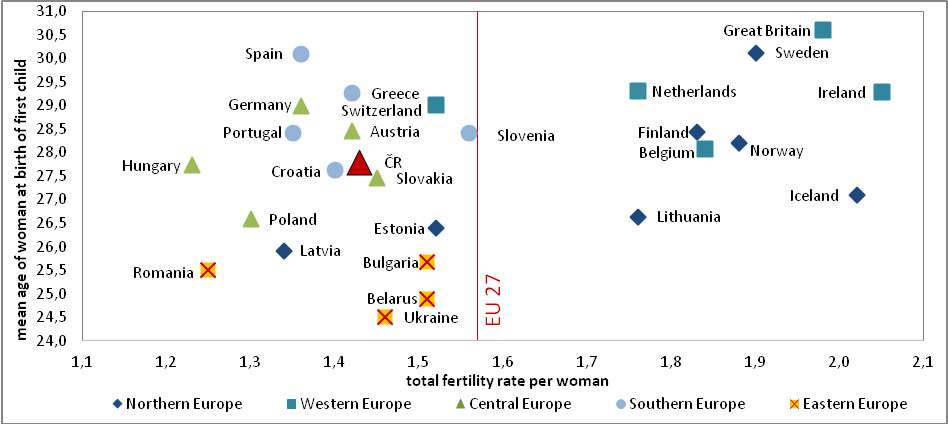 mean age of woman at birth of first child
31,0
30,5
30,0
29,5
29,0
28,5
28,0
27,5
27,0
26,5
26,0
25,5
25,0
24,5
24,0
Great Britain
Spain
Sweden
Greece
Netherlands
Ireland
Germany
Switzerland
Portugal
Austria
Slovenia
Finland
Belgium
Norway
Hungary
ČR
Croatia
Slovakia
Iceland
Poland
Lithuania
Estonia
Latvia
Romania
Bulgaria
Belarus
Ukraine
EU 27
1,1 1,2 1,3 1,4 1,5 1,6 1,7 1,8 1,9 2,0 2,1
total fertility rate per woman
Northern Europe Western Europe Central Europe Southern Europe Eastern Europe